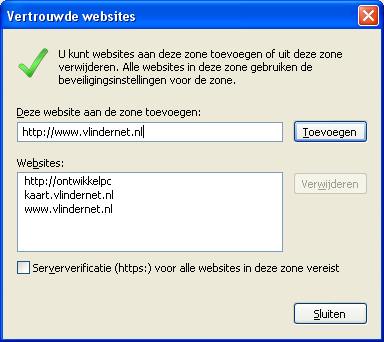 Vertrouwde websites
U kunt websites aan deze zone toevoegen of uit deze zone
verwijderen. Alle websites in deze zone gebruiken de
beveiligingsinstellingen voor de zone.
Deze website aan de zone toevoegen:
http://www.vlindernet.nl
Toevoegen
Websites:
http://ontwikkelpc
kaart.vlindernet.nl
www.vlindernet.nl
Verwijderen
Serververificatie (https:) voor alle websites in deze zone vereist
Sluiten